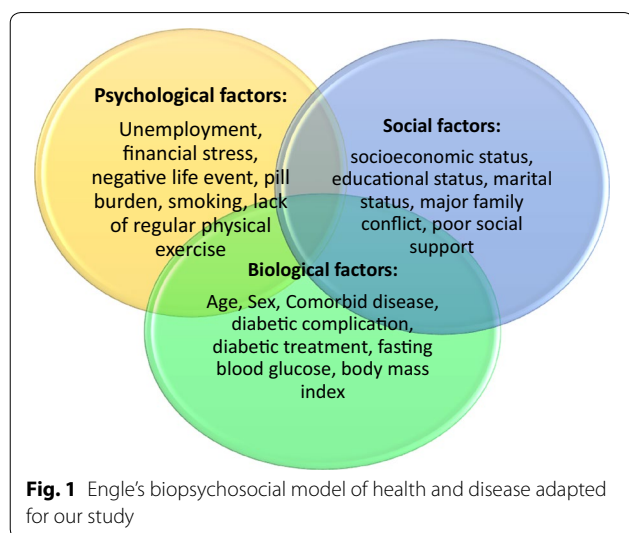 Psychological factors:
Unemployment,
financial stress,
negative life event, pill
burden, smoking, lack
of regular physical
exercise
Social factors:
socioeconomic status,
educational status, marital
status, major family
conflict, poor social
support
Biological factors:
Age, Sex, Comorbid disease,
diabetic complication,
diabetic treatment, fasting
blood glucose, body mass
index
Fig. 1 Engle’s biopsychosocial model of health and disease adapted
for our study